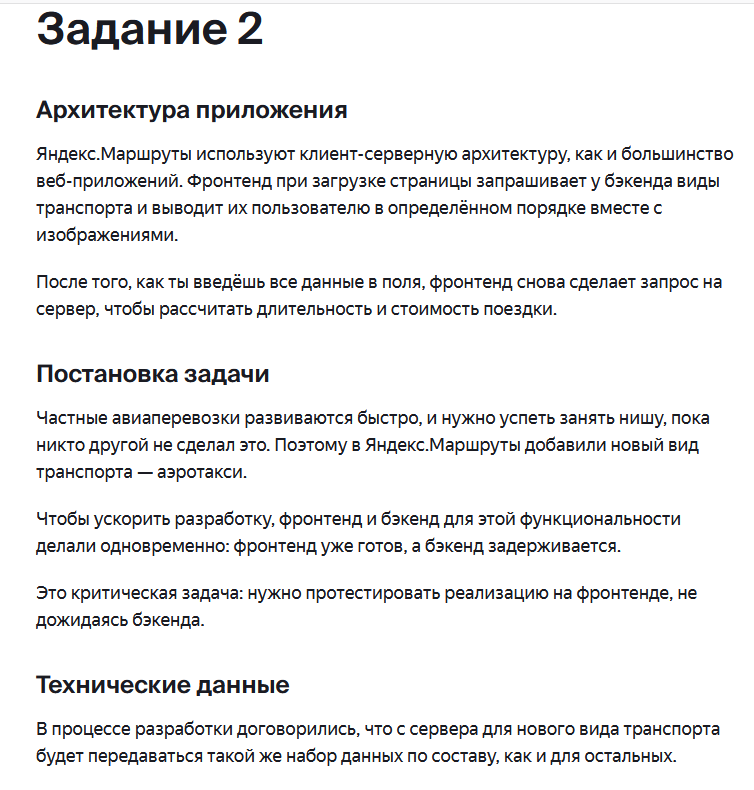 Задание 2
Архитектура приложения
Яндекс.Маршруты используют клиент-серверную архитектуру, как и большинство
веб-приложений. Фронтенд при загрузке страницы запрашивает у бэкенда виды
транспорта и выводит их пользователю в определённом порядке вместе с
изображениями.
После того, как ты введёшь все данные в поля, фронтенд снова сделает запрос на
сервер, чтобы рассчитать длительность и стоимость поездки.
Постановка задачи
Частные авиаперевозки развиваются быстро, и нужно успеть занять нишу, пока
никто другой не сделал это. Поэтому в Яндекс.Маршруты добавили новый вид
транспорта — аэротакси.
Чтобы ускорить разработку, фронтенд и бэкенд для этой функциональности
делали одновременно: фронтенд уже готов, а бэкенд задерживается.
Это критическая задача: нужно протестировать реализацию на фронтенде, не
дожидаясь бэкенда.
Технические данные
В процессе разработки договорились, что с сервера для нового вида транспорта
будет передаваться такой же набор данных по составу, как и для остальных.